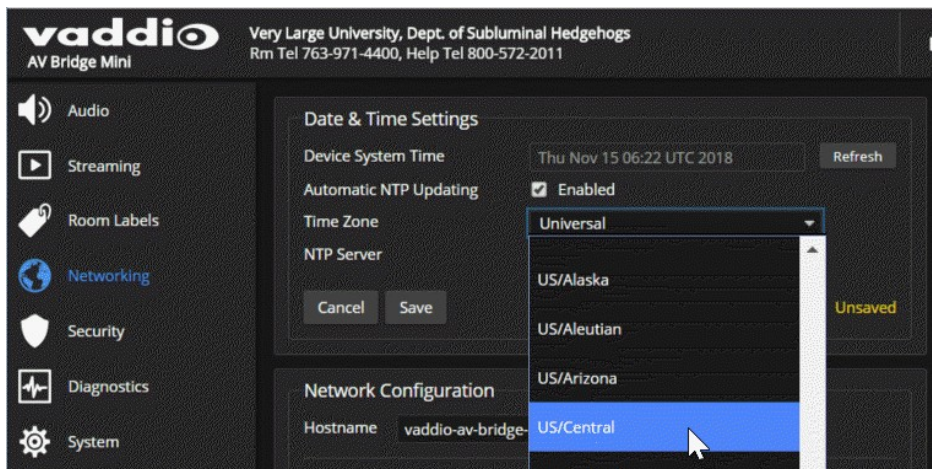 vaddio
AV Bridge Mini
Very Large University, Dept. of Subluminal Hedgehogs
Rm Tel 763-971-4400, Help Tel 800-572-2011
Audio
Streaming
Room Labels
Networking
Security
Diagnostics
System
Date & Time Settings
Device System Time Thu Nov 15 06:22 UTC 2018 Refresh
Automatic NTP Updating Enabled
Time Zone Universal
NTP Server
US/Alaska
US/Aleutian
US/Arizona
US/Central
Cancel Save Unsaved
Network Configuration
Hostname vaddio-av-bridge-